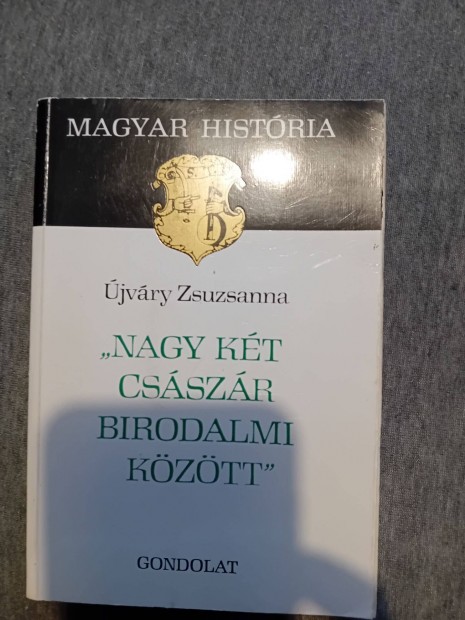 MAGYAR HISTÓRIA
Újváry Zsuzsanna
„NAGY KÉT
CSÁSZÁR
BIRODALMI
KÖZÖTT”
GONDOLAT